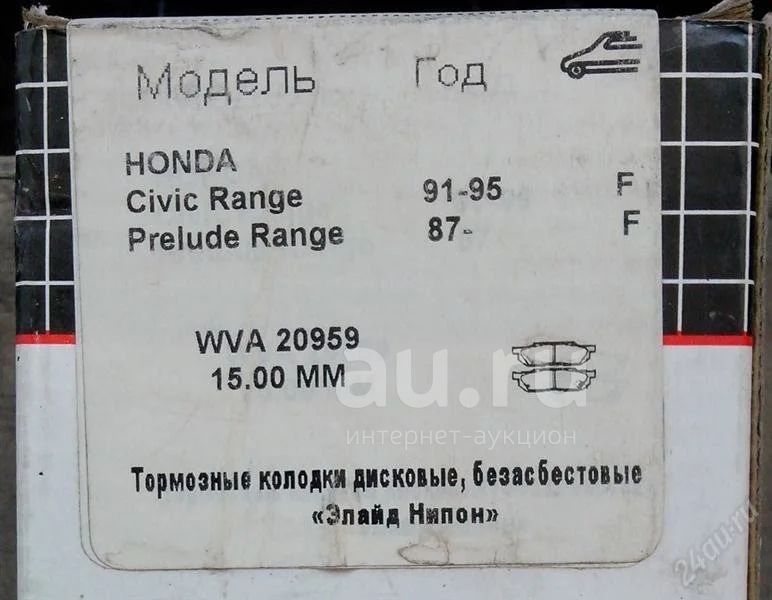 Модель Год
HONDA
Civic Range 91-95 F
Prelude Range 87- F
WVA 20959
15.00 MM
au.ru
интернет-аукцион
Тормозные колодки дисковые, безасбестовые
«Элайд Нипон»
24au.ru